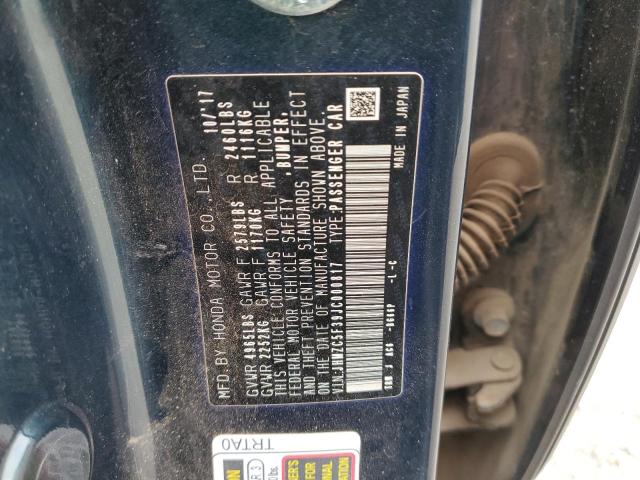 MFD.BY HONDA MOTOR CO.,LTD. 10/'17
GVWR 4965LBS GAWR F 2579LBS R 2460LBS
GVWR 2252KG GAWR F 1170KG R 1116KG
THIS VEHICLE CONFORMS TO ALL APPLICABLE
FEDERAL MOTOR VEHICLE SAFETY ,BUMPER,
AND THEFT PREVENTION STANDARDS IN EFFECT
ON THE DATE OF MANUFACTURE SHOWN ABOVE.
V.I.N.:JHMZC5F39JC000617 TYPE:PASSENGER CAR
MADE IN JAPAN
TRTA0